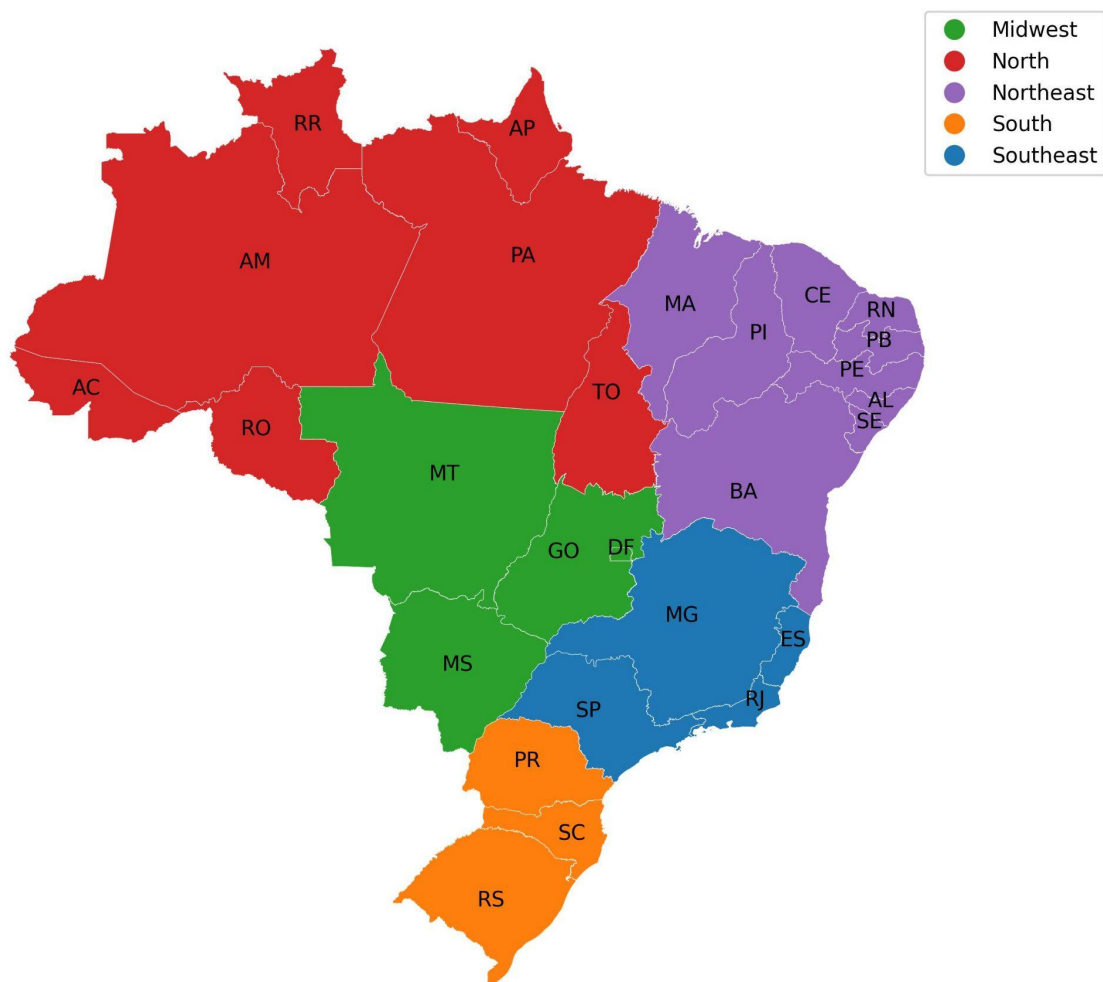 Midwest
North
Northeast
South
Southeast
RR
AP
AM
PA
MA
CE
RN
PI
PB
PE
AC
TO
AL
RO
SE
MT
BA
GO
DF
MG
ES
MS
RJ
SP
PR
SC
RS